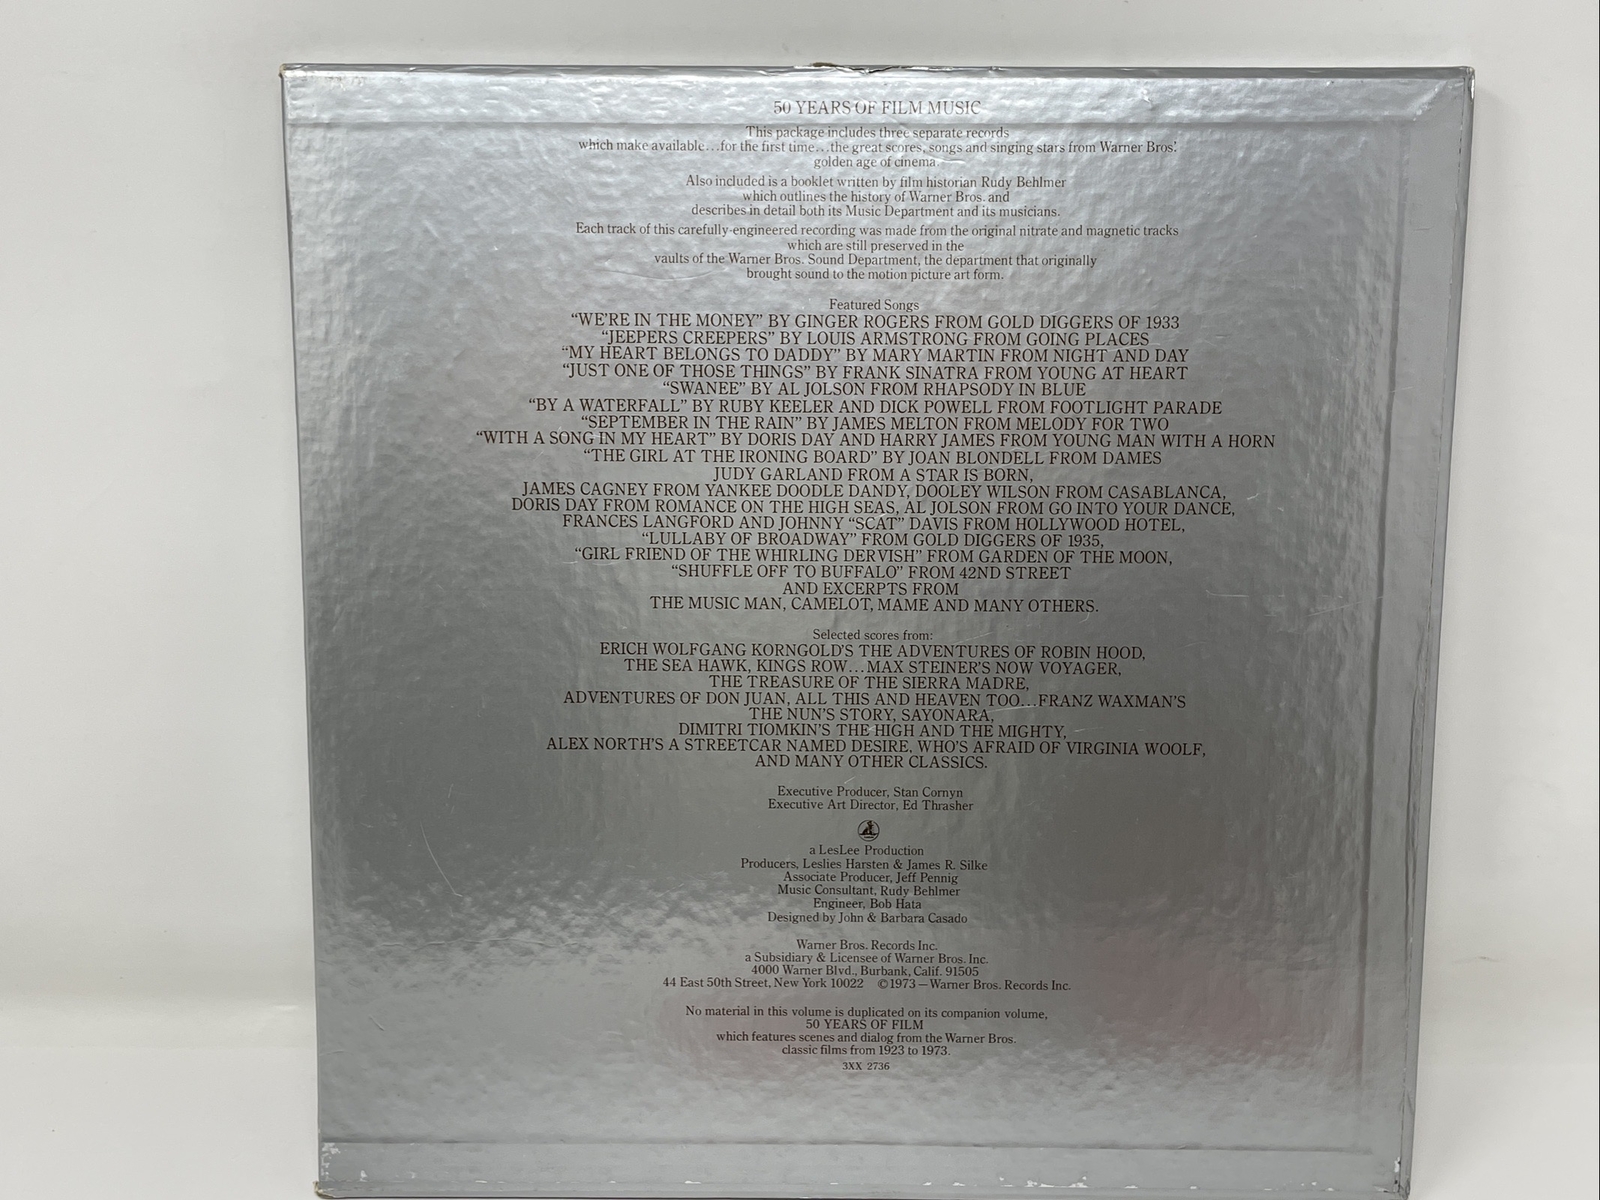 50 YEARS OF FILM MUSIC
This package includes three separate records
which make available...for the first time...the great scores, songs and singing stars from Warner Bros.'
golden age of cinema.
Also included is a booklet written by film historian Rudy Behlmer
which outlines the history of Warner Bros. and
describes in detail both its Music Department and its musicians.
Each track of this carefully-engineered recording was made from the original nitrate and magnetic tracks
which are still preserved in the
vaults of the Warner Bros. Sound Department, the department that originally
brought sound to the motion picture art form.
Featured Songs
"WE'RE IN THE MONEY" BY GINGER ROGERS FROM GOLD DIGGERS OF 1933
"JEEPERS CREEPERS" BY LOUIS ARMSTRONG FROM GOING PLACES
"MY HEART BELONGS TO DADDY" BY MARY MARTIN FROM NIGHT AND DAY
"JUST ONE OF THOSE THINGS" BY FRANK SINATRA FROM YOUNG AT HEART
"SWANEE" BY AL JOLSON FROM RHAPSODY IN BLUE
"BY A WATERFALL" BY RUBY KEELER AND DICK POWELL FROM FOOTLIGHT PARADE
"SEPTEMBER IN THE RAIN" BY JAMES MELTON FROM MELODY FOR TWO
"WITH A SONG IN MY HEART" BY DORIS DAY AND HARRY JAMES FROM YOUNG MAN WITH A HORN
"THE GIRL AT THE IRONING BOARD" BY JOAN BLONDELL FROM DAMES
JUDY GARLAND FROM A STAR IS BORN,
JAMES CAGNEY FROM YANKEE DOODLE DANDY, DOOLEY WILSON FROM CASABLANCA,
DORIS DAY FROM ROMANCE ON THE HIGH SEAS, AL JOLSON FROM GO INTO YOUR DANCE,
FRANCES LANGFORD AND JOHNNY "SCAT" DAVIS FROM HOLLYWOOD HOTEL,
"LULLABY OF BROADWAY" FROM GOLD DIGGERS OF 1935,
"GIRL FRIEND OF THE WHIRLING DERVISH" FROM GARDEN OF THE MOON,
"SHUFFLE OFF TO BUFFALO" FROM 42ND STREET
AND EXCERPTS FROM
THE MUSIC MAN, CAMELOT, MAME AND MANY OTHERS.
Selected scores from:
ERICH WOLFGANG KORNGOLD'S THE ADVENTURES OF ROBIN HOOD,
THE SEA HAWK, KINGS ROW...MAX STEINER'S NOW VOYAGER,
THE TREASURE OF THE SIERRA MADRE,
ADVENTURES OF DON JUAN, ALL THIS AND HEAVEN TOO...FRANZ WAXMAN'S
THE NUN'S STORY, SAYONARA,
DIMITRI TIOMKIN'S THE HIGH AND THE MIGHTY,
ALEX NORTH'S A STREETCAR NAMED DESIRE, WHO'S AFRAID OF VIRGINIA WOOLF,
AND MANY OTHER CLASSICS.
Executive Producer, Stan Cornyn
Executive Art Director, Ed Thrasher
a LesLee Production
Producers, Leslies Harsten & James R. Silke
Associate Producer, Jeff Pennig
Music Consultant, Rudy Behlmer
Engineer, Bob Hata
Designed by John & Barbara Casado
Warner Bros. Records Inc.
a Subsidiary & Licensee of Warner Bros. Inc.
4000 Warner Blvd., Burbank, Calif. 91505
44 East 50th Street, New York 10022 ©1973—Warner Bros. Records Inc.
No material in this volume is duplicated on its companion volume,
50 YEARS OF FILM
which features scenes and dialog from the Warner Bros.
classic films from 1923 to 1973.
3XX 2736